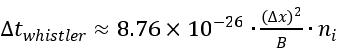 Δt_whistler ≈ 8.76 × 10^-26 · (Δx)^2 / B · n_i